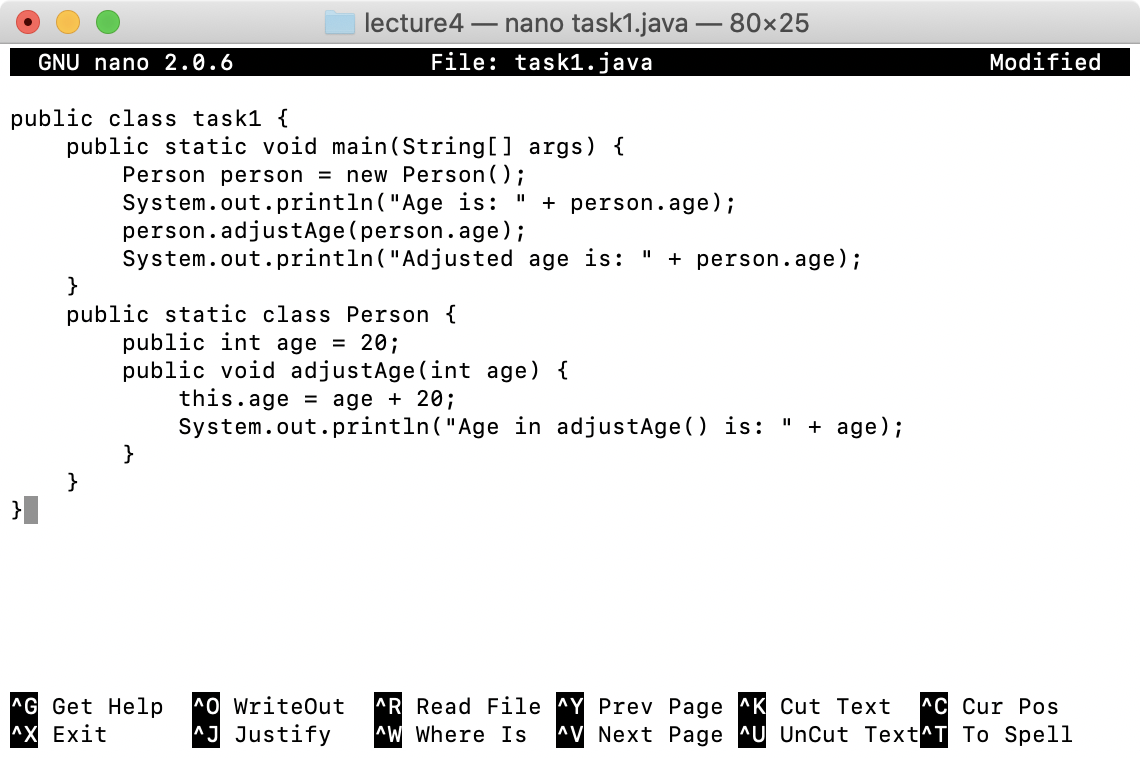 lecture4 — nano task1.java — 80×25
GNU nano 2.0.6 File: task1.java Modified
public class task1 {
    public static void main(String[] args) {
        Person person = new Person();
        System.out.println("Age is: " + person.age);
        person.adjustAge(person.age);
        System.out.println("Adjusted age is: " + person.age);
    }
    public static class Person {
        public int age = 20;
        public void adjustAge(int age) {
            this.age = age + 20;
            System.out.println("Age in adjustAge() is: " + age);
        }
    }
}
^G Get Help ^O WriteOut ^R Read File ^Y Prev Page ^K Cut Text ^C Cur Pos
^X Exit ^J Justify ^W Where Is ^V Next Page ^U UnCut Text ^T To Spell